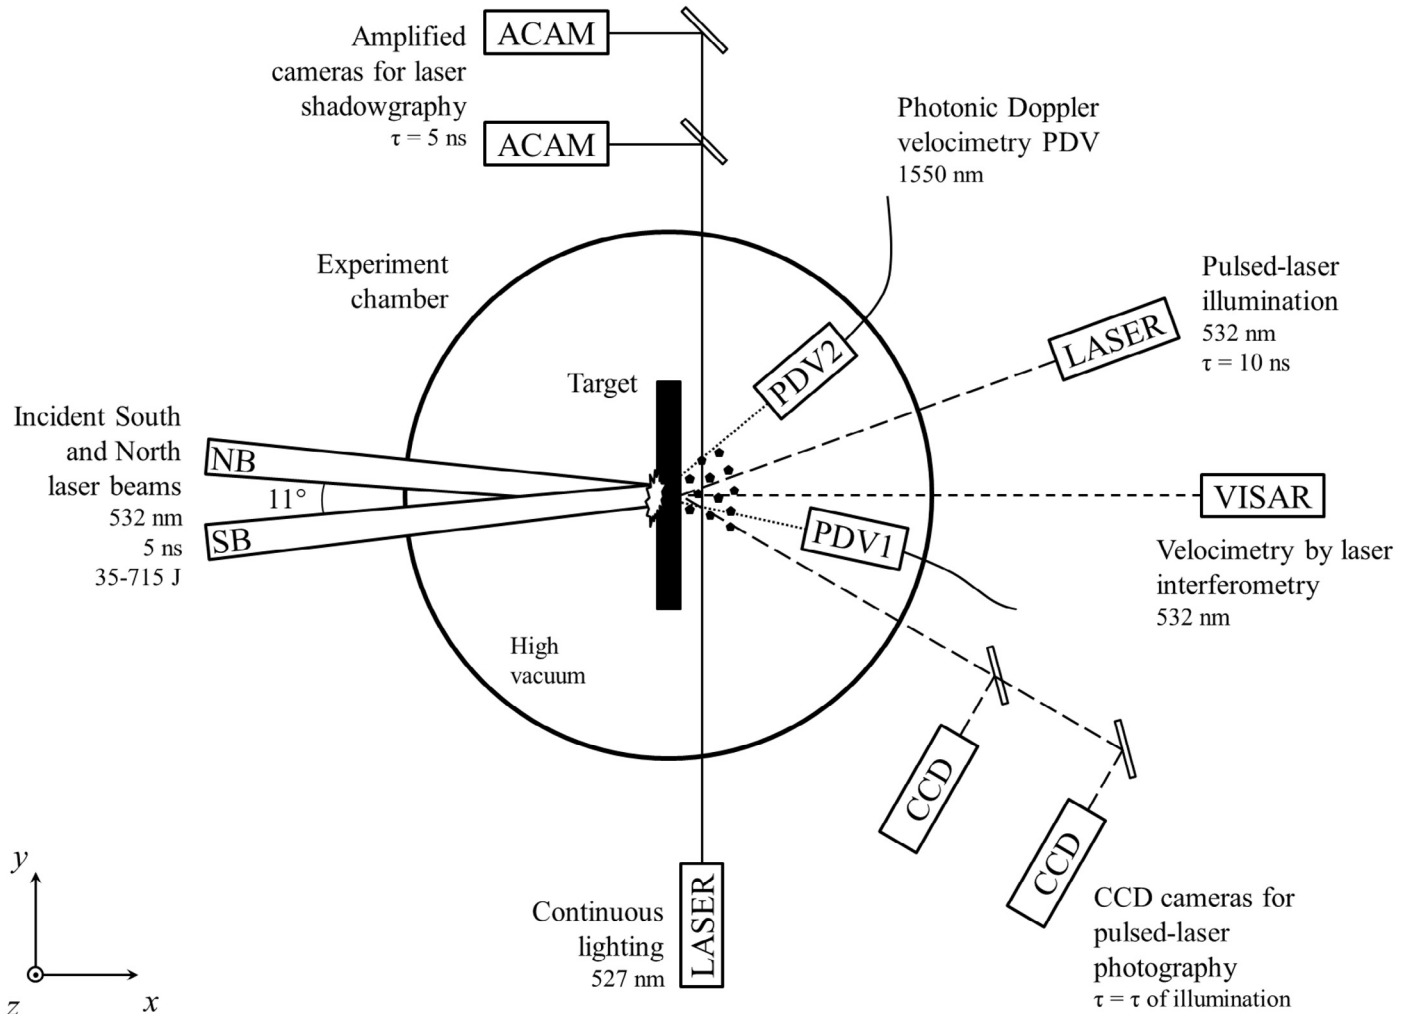 Amplified
cameras for laser
shadowgraphy
τ = 5 ns
ACAM
ACAM
Photonic Doppler
velocimetry PDV
1550 nm
Experiment
chamber
Pulsed-laser
illumination
532 nm
τ = 10 ns
LASER
PDV2
Target
Incident South
and North
laser beams
532 nm
5 ns
35-715 J
NB
11°
SB
VISAR
PDV1
Velocimetry by laser
interferometry
532 nm
High
vacuum
CCD
CCD
CCD cameras for
pulsed-laser
photography
τ = τ of illumination
Continuous
lighting
527 nm
LASER
y
z
x